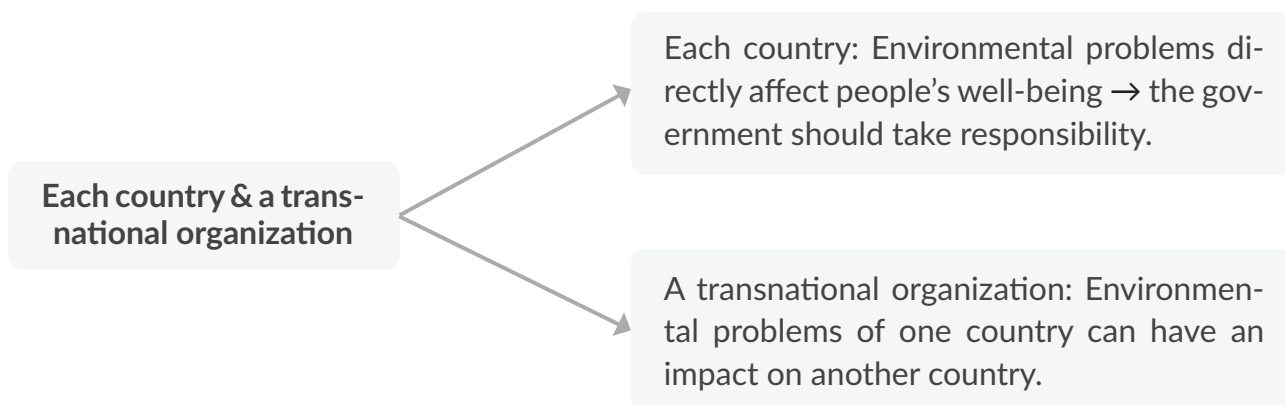 Each country & a trans-
national organization
Each country: Environmental problems di-
rectly affect people’s well-being → the gov-
ernment should take responsibility.
A transnational organization: Environmen-
tal problems of one country can have an
impact on another country.